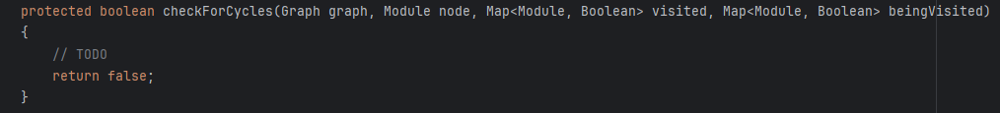 protected boolean checkForCycles(Graph graph, Module node, Map<Module, Boolean> visited, Map<Module, Boolean> beingVisited)
{
// TODO
return false;
}